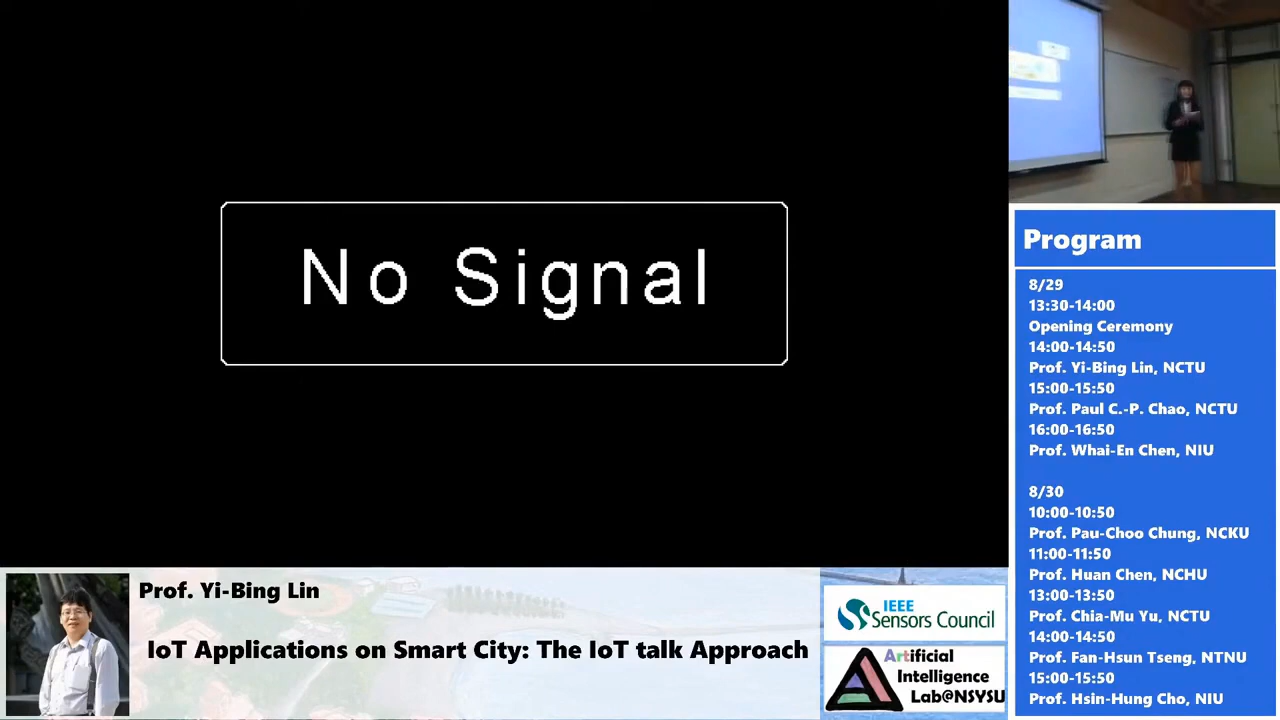 No Signal
Program
8/29
13:30-14:00
Opening Ceremony
14:00-14:50
Prof. Yi-Bing Lin, NCTU
15:00-15:50
Prof. Paul C.-P. Chao, NCTU
16:00-16:50
Prof. Whai-En Chen, NIU
8/30
10:00-10:50
Prof. Pau-Choo Chung, NCKU
11:00-11:50
Prof. Huan Chen, NCHU
13:00-13:50
Prof. Chia-Mu Yu, NCTU
14:00-14:50
Prof. Fan-Hsun Tseng, NTNU
15:00-15:50
Prof. Hsin-Hung Cho, NIU
Prof. Yi-Bing Lin
IoT Applications on Smart City: The IoT talk Approach
IEEE
Sensors Council
Artificial
Intelligence
Lab@NSYSU